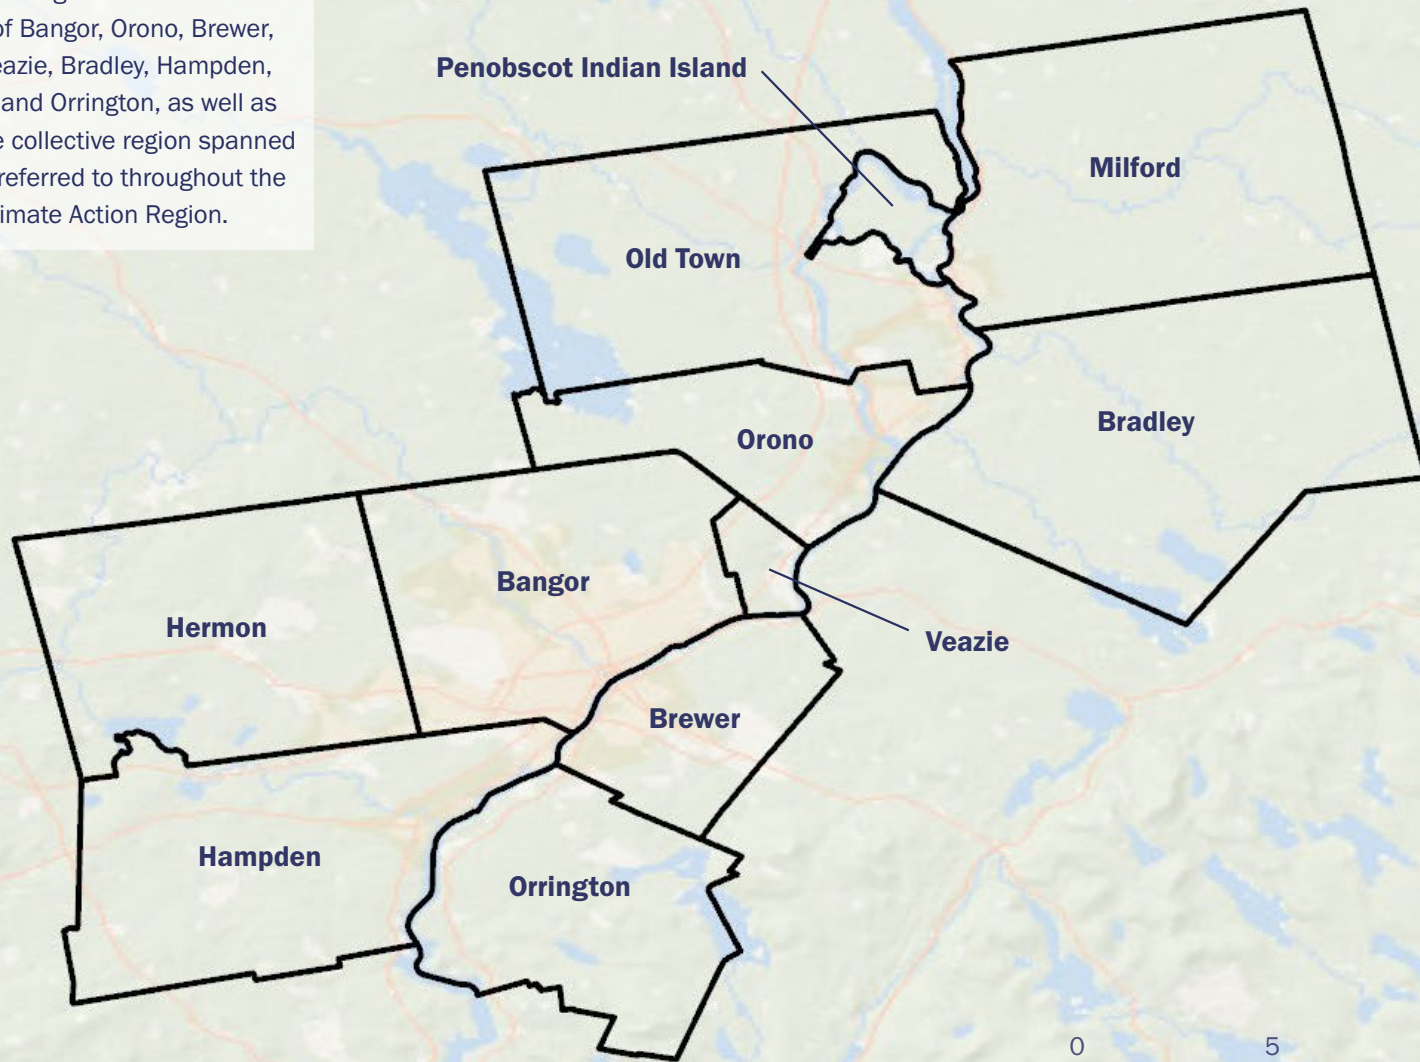 of Bangor, Orono, Brewer,
eazie, Bradley, Hampden,
and Orrington, as well as
e collective region spanned
referred to throughout the
imate Action Region.
Penobscot Indian Island
Milford
Old Town
Bradley
Orono
Bangor
Hermon
Veazie
Brewer
Hampden
Orrington
0 5